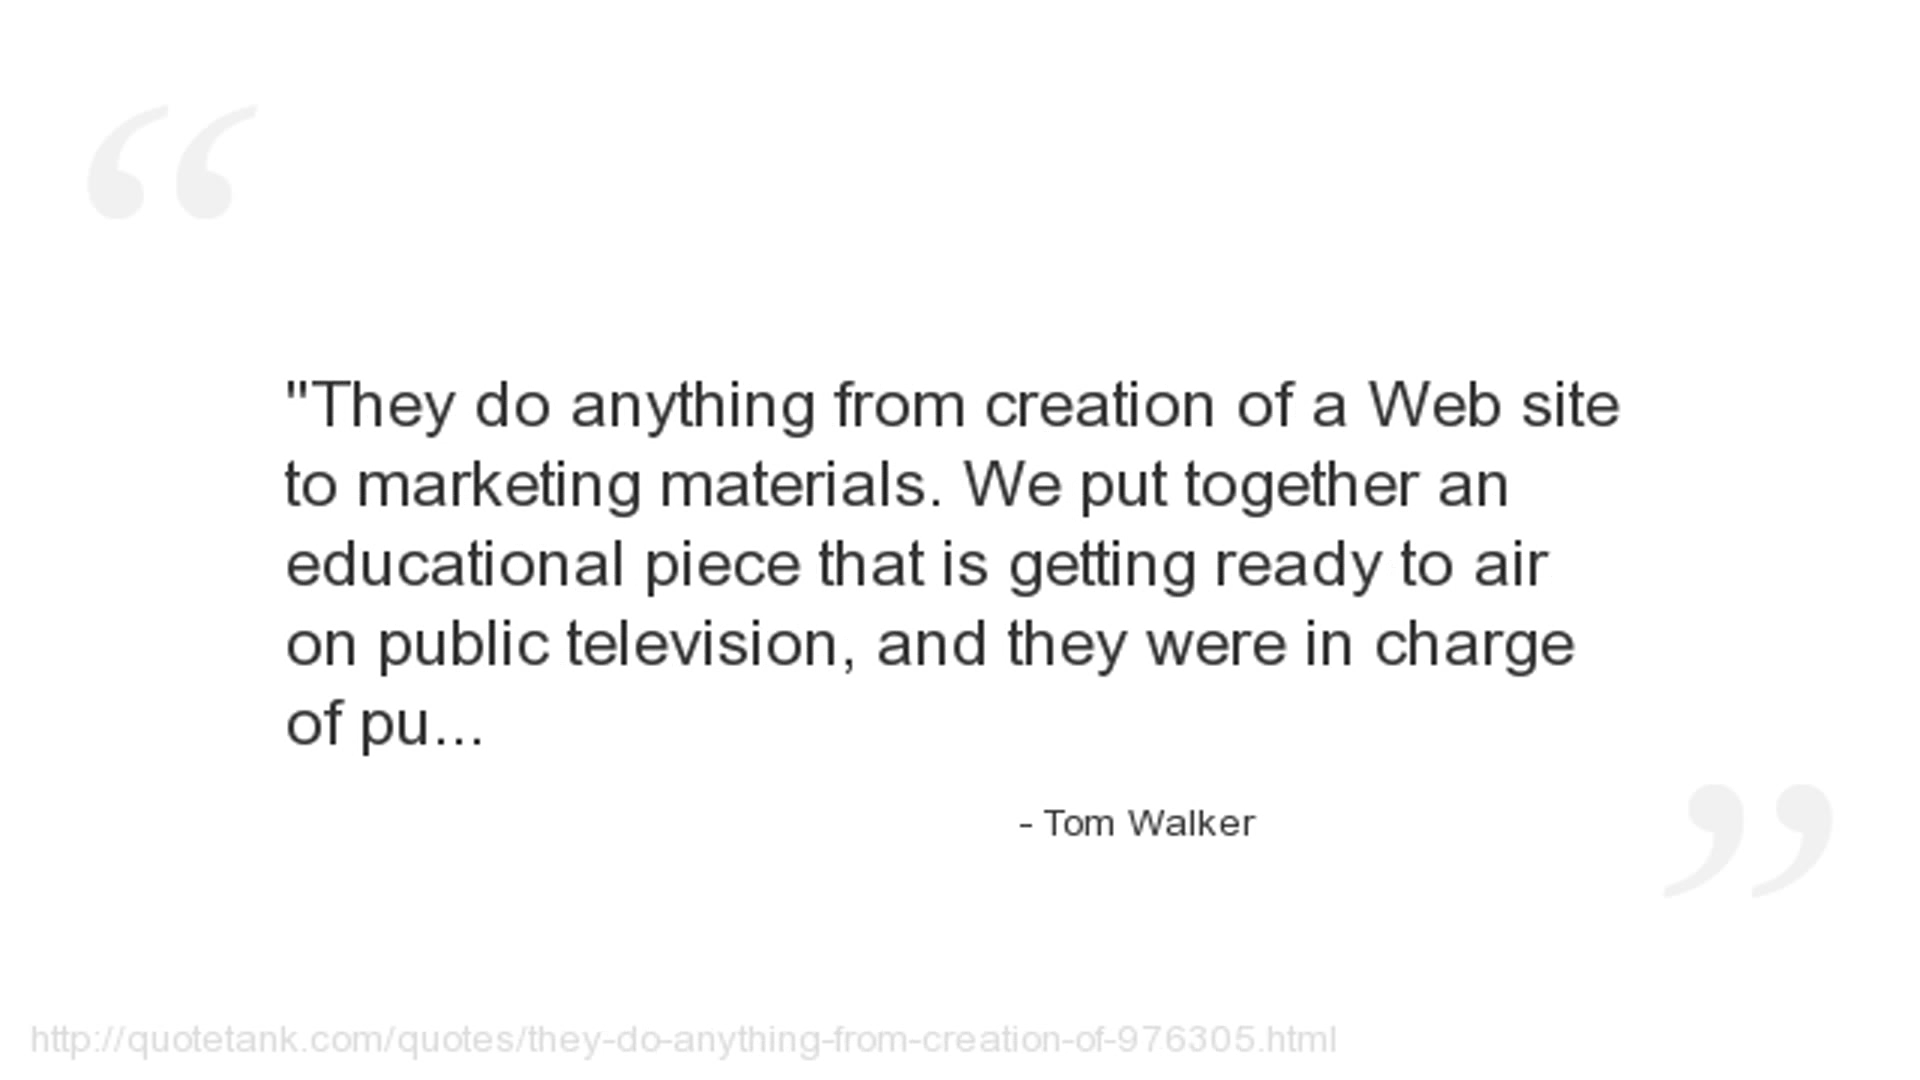 "They do anything from creation of a Web site
to marketing materials. We put together an
educational piece that is getting ready to air
on public television, and they were in charge
of pu...
- Tom Walker
http://quotetank.com/quotes/they-do-anything-from-creation-of-976305.html